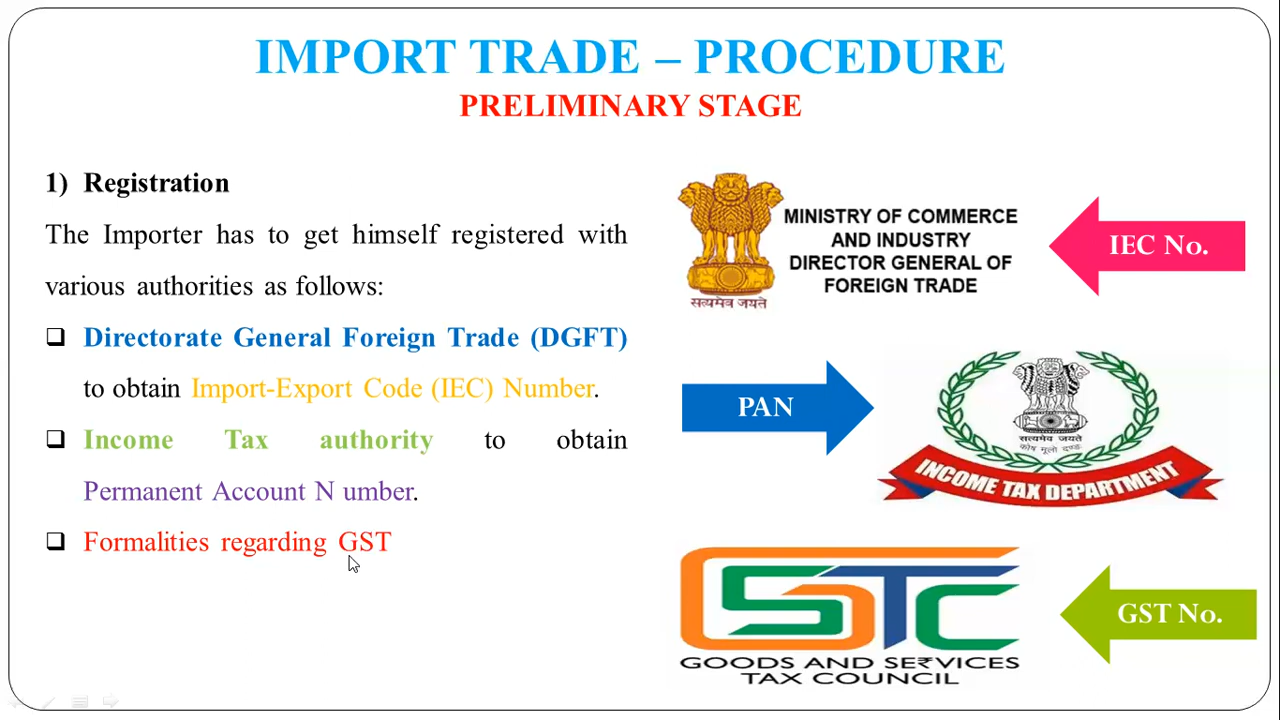 IMPORT TRADE – PROCEDURE
PRELIMINARY STAGE
1) Registration
The Importer has to get himself registered with
various authorities as follows:
Directorate General Foreign Trade (DGFT)
to obtain Import-Export Code (IEC) Number.
Income Tax authority to obtain
Permanent Account N umber.
Formalities regarding GST
सत्यमेव जयते
MINISTRY OF COMMERCE
AND INDUSTRY
DIRECTOR GENERAL OF
FOREIGN TRADE
IEC No.
PAN
सत्यमेव जयते
कोष मूलो दण्डः
INCOME TAX DEPARTMENT
GSTC
GOODS AND SE₹VICES
TAX COUNCIL
GST No.